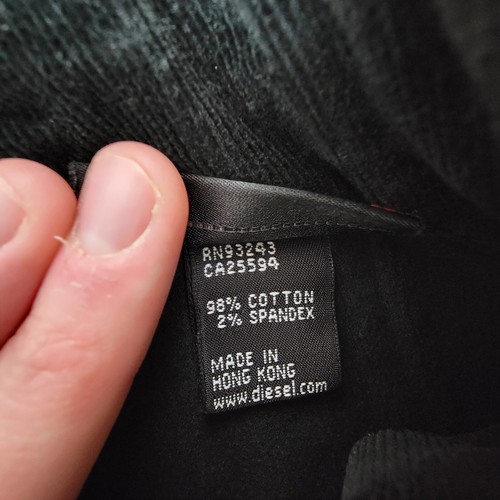 RN93243
CA25594
98% COTTON
2% SPANDEX
MADE IN
HONG KONG
www.diesel.com